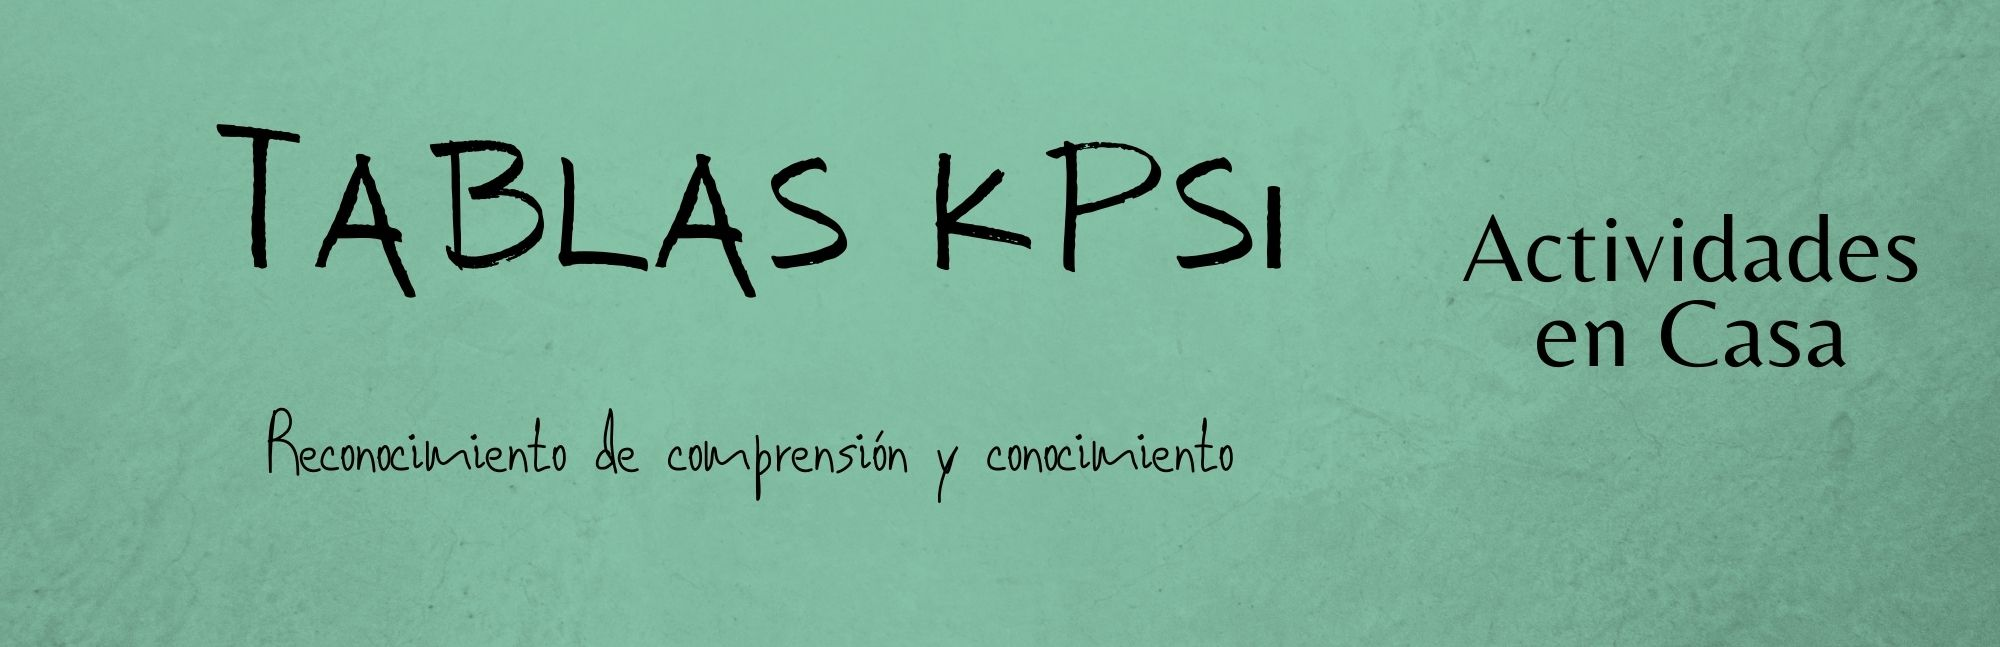 TABLAS KPSI
Actividades
en Casa
Reconocimiento de comprensión y conocimiento